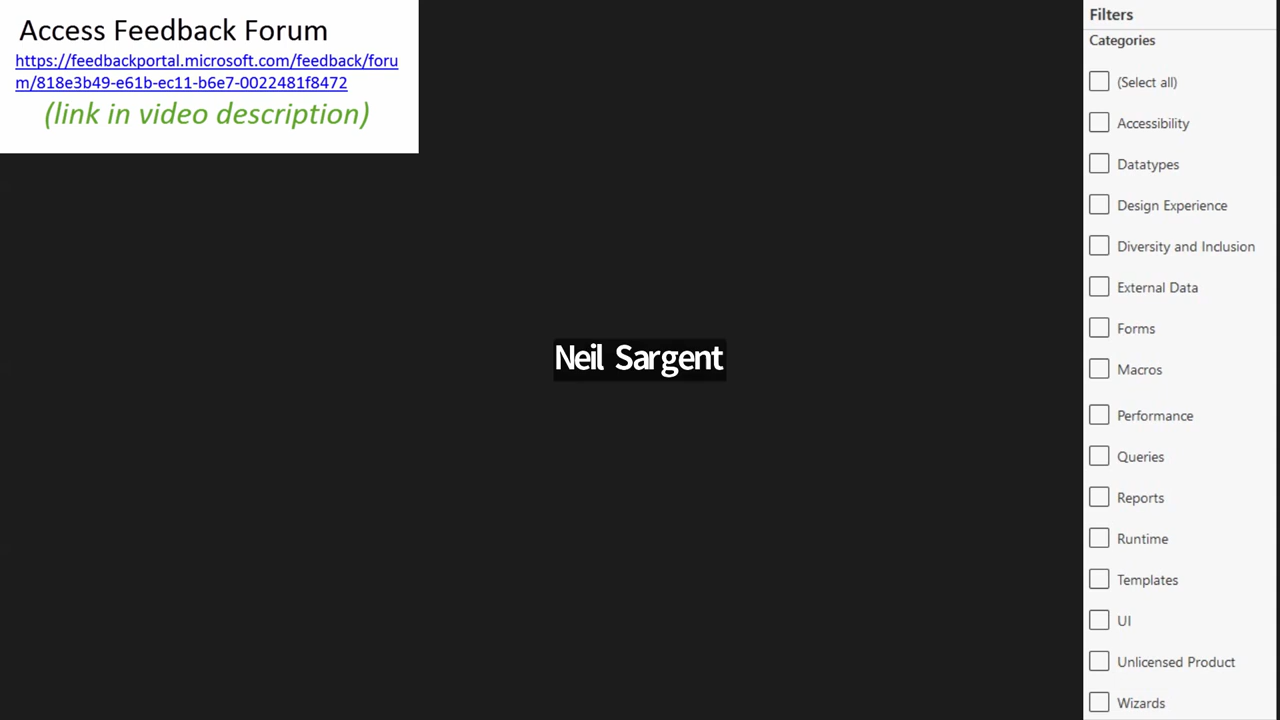 Access Feedback Forum
https://feedbackportal.microsoft.com/feedback/foru
m/818e3b49-e61b-ec11-b6e7-0022481f8472
(link in video description)
Neil Sargent
Filters
Categories
(Select all)
Accessibility
Datatypes
Design Experience
Diversity and Inclusion
External Data
Forms
Macros
Performance
Queries
Reports
Runtime
Templates
UI
Unlicensed Product
Wizards